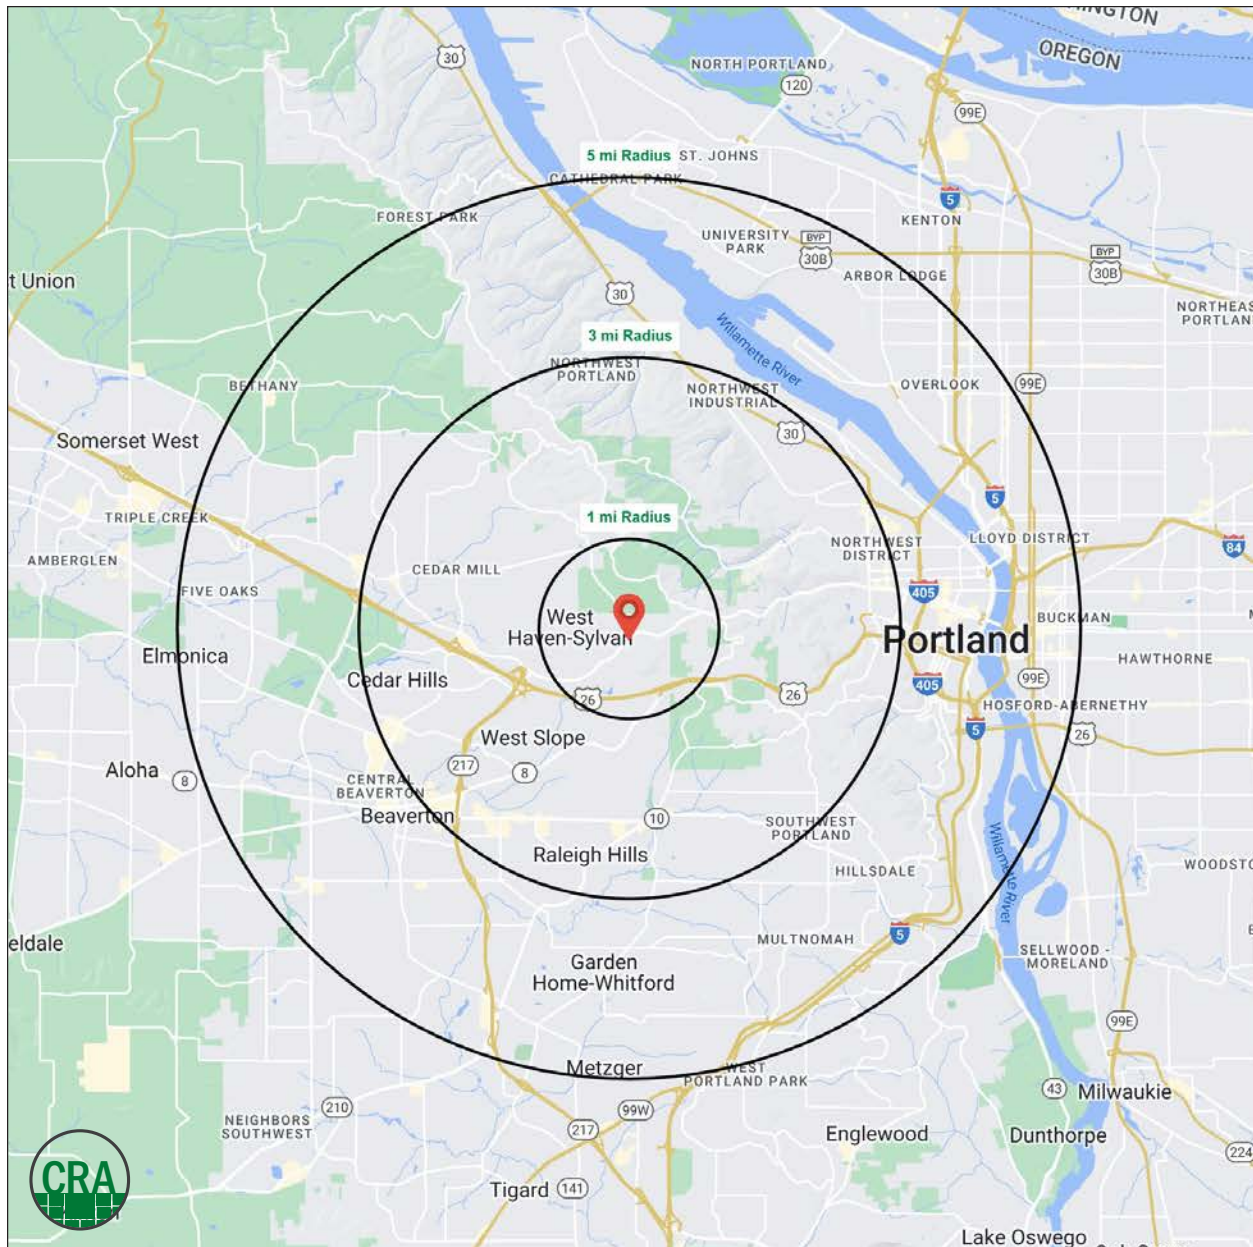 HINGTON
OREGON
30
NORTH PORTLAND
120
99E
5 mi Radius
ST. JOHNS
CATHEDRAL PARK
5
FOREST PARK
KENTON
UNIVERSITY
PARK
BYP
30B
BYP
30B
ARBOR LODGE
t Union
30
NORTHEAS
PORTLAN
3 mi Radius
Willamette River
NORTHWEST
PORTLAND
BETHANY
NORTHWEST
INDUSTRIAL
OVERLOOK
99E
30
Somerset West
5
TRIPLE CREEK
1 mi Radius
NORTHWEST
DISTRICT
LLOYD DISTRICT
84
AMBERGLEN
CEDAR MILL
FIVE OAKS
405
West
Haven-Sylvan
BUCKMAN
Portland
Elmonica
HAWTHORNE
Cedar Hills
26
26
405
99E
HOSFORD-ABERNETHY
5
26
West Slope
217
8
Aloha
8
CENTRAL
BEAVERTON
Beaverton
10
SOUTHWEST
PORTLAND
Willamette River
Raleigh Hills
HILLSDALE
WOODSTO
eldale
MULTNOMAH
5
SELLWOOD -
MORELAND
Garden
Home-Whitford
99E
Metzger
WEST
PORTLAND PARK
43
Milwaukie
NEIGHBORS
SOUTHWEST
210
99W
217
Englewood
Dunthorpe
224
CRA
Tigard
141
Lake Oswego